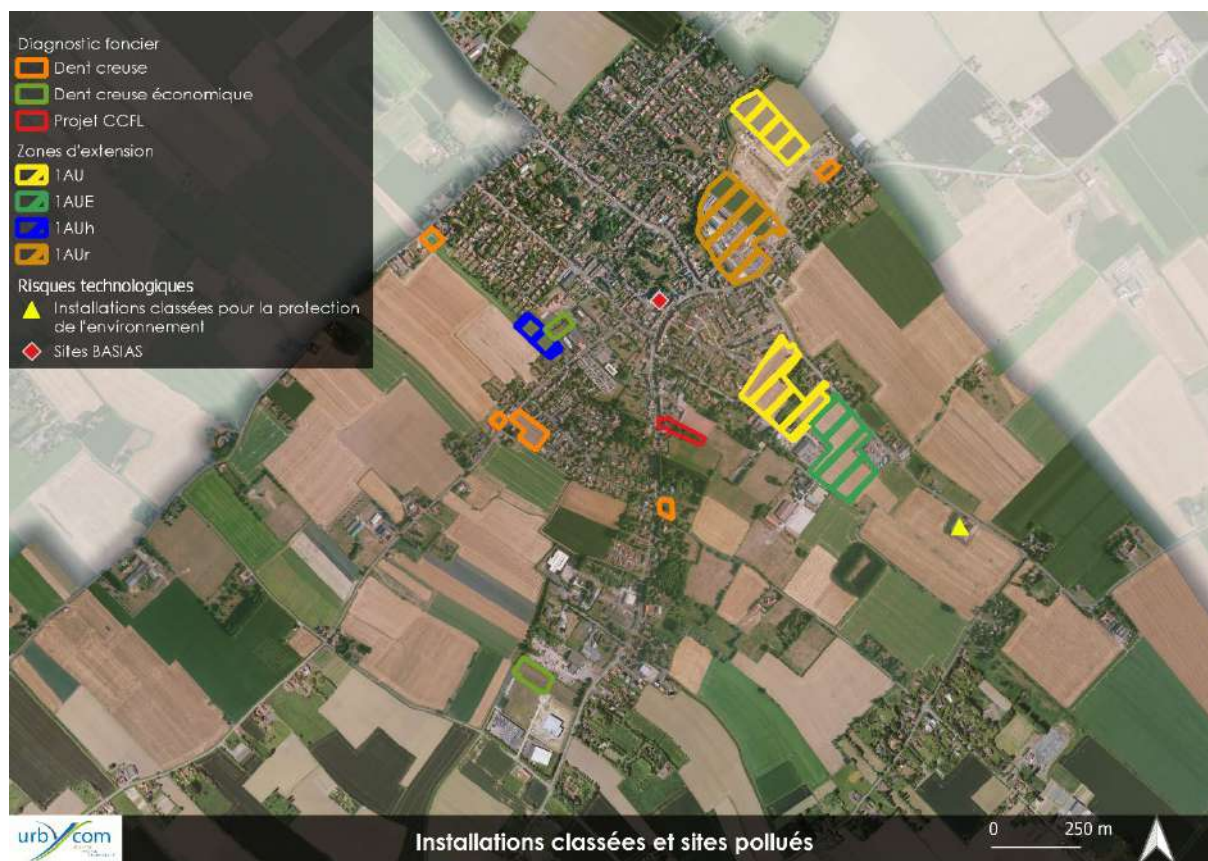 Diagnostic foncier
Dent creuse
Dent creuse économique
Projet CCFL
Zones d'extension
1AU
1AUE
1AUh
1AUr
Risques technologiques
Installations classées pour la protection
de l'environnement
Sites BASIAS
urbycom
Installations classées et sites pollués
0 250 m